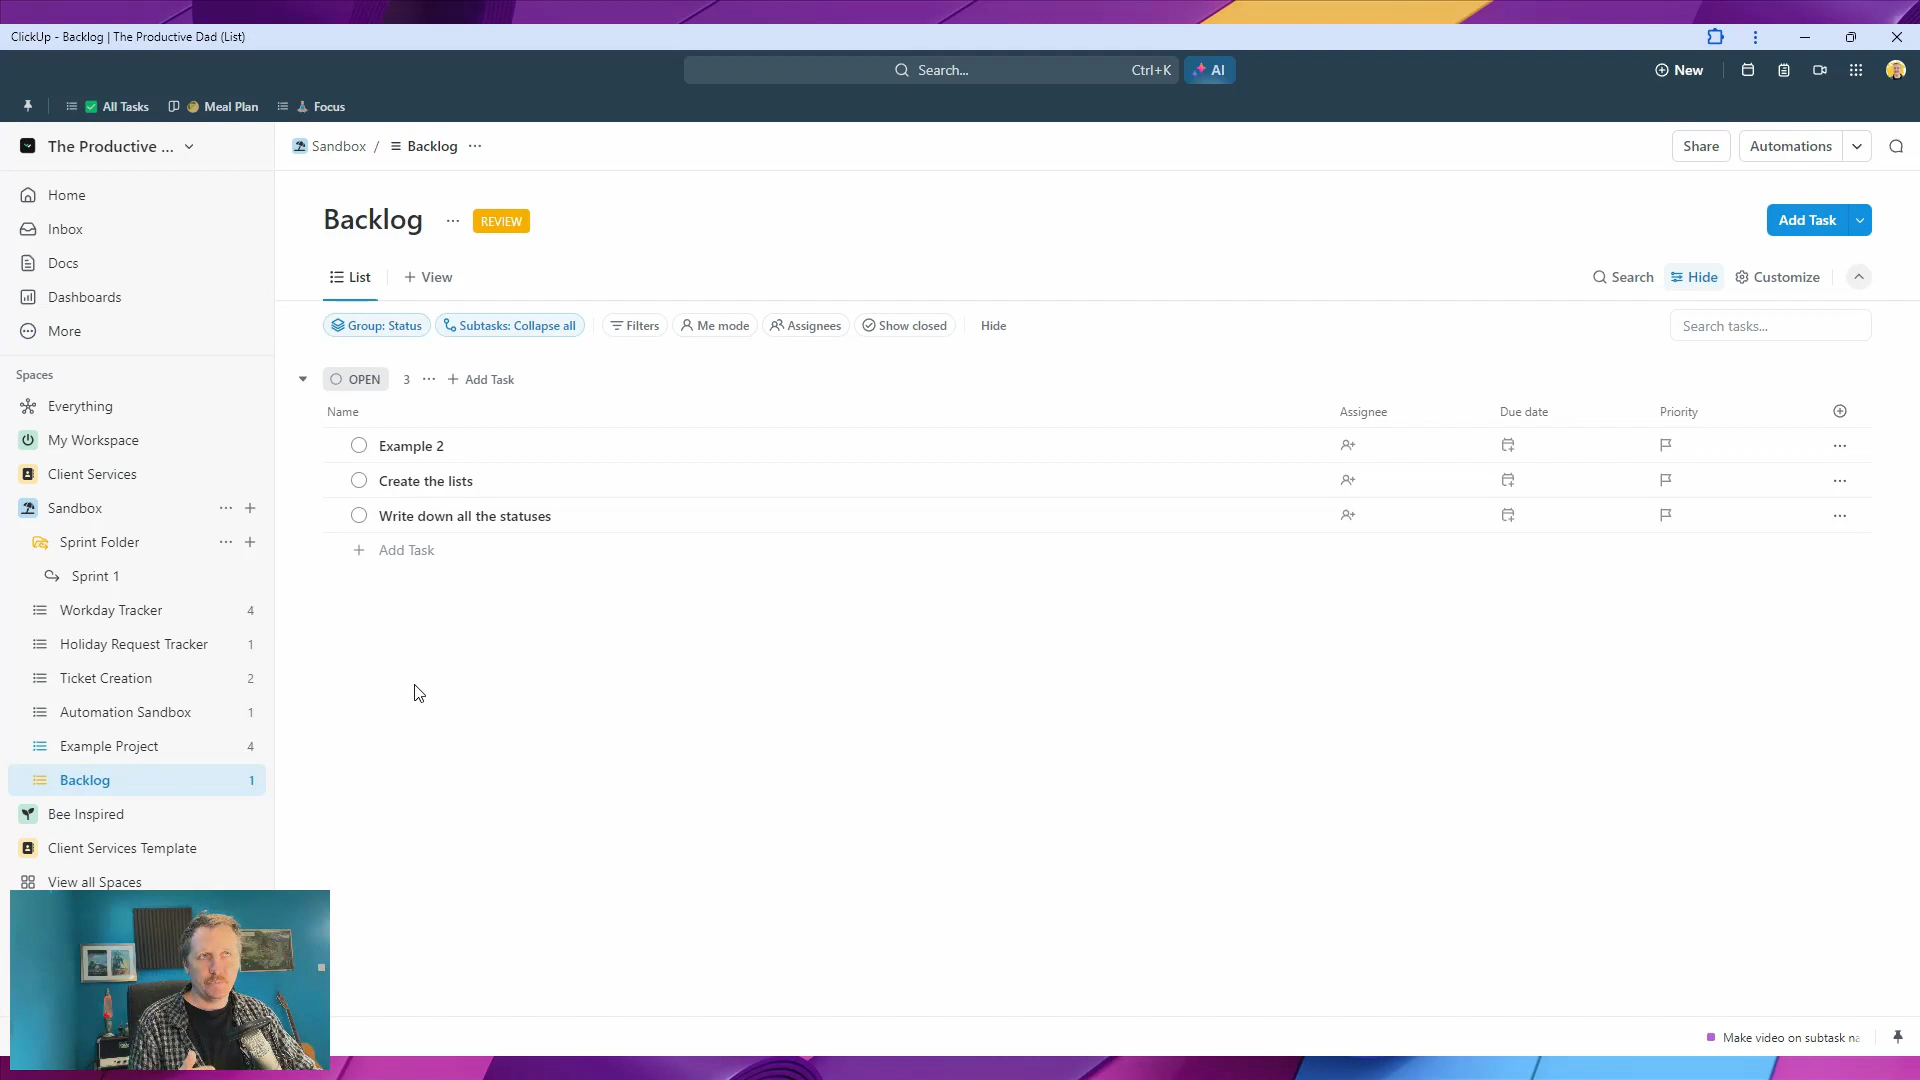 ClickUp - Backlog | The Productive Dad (List)
Search...
Ctrl+K
AI
New
All Tasks
Meal Plan
Focus
The Productive ...
Sandbox / Backlog
Share
Automations
Home
Inbox
Docs
Dashboards
More
Backlog
REVIEW
Add Task
List
View
Search
Hide
Customize
Group: Status
Subtasks: Collapse all
Filters
Me mode
Assignees
Show closed
Hide
Search tasks...
Spaces
Everything
My Workspace
Client Services
Sandbox
Sprint Folder
Sprint 1
Workday Tracker 4
Holiday Request Tracker 1
Ticket Creation 2
Automation Sandbox 1
Example Project 4
Backlog 1
Bee Inspired
Client Services Template
View all Spaces
OPEN 3 Add Task
Name Assignee Due date Priority
Example 2
Create the lists
Write down all the statuses
Add Task
Make video on subtask na